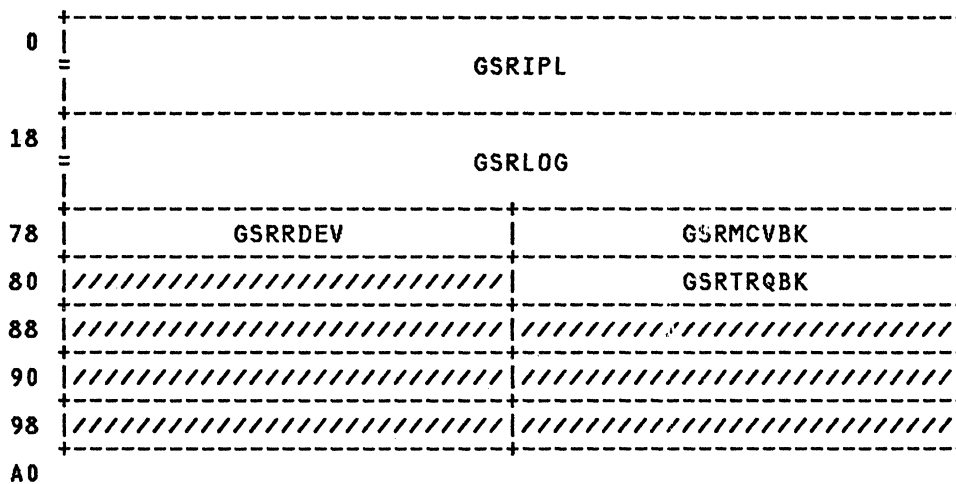 0 GSRIPL
18 GSRLOG
78 GSRRDEV GSRMCVBK
80 |///////////////////////////| GSRTRQBK
88 |///////////////////////////|///////////////////////////
90 |///////////////////////////|///////////////////////////
98 |///////////////////////////|///////////////////////////
A0